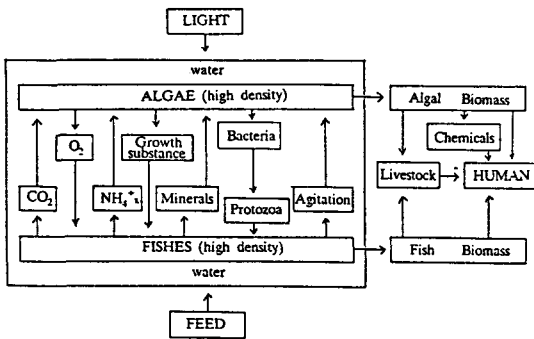 LIGHT
water
ALGAE (high density)
Algal Biomass
O₂
Growth
substance
Bacteria
Chemicals
Livestock
HUMAN
CO₂
NH₄⁺
Minerals
Protozoa
Agitation
FISHES (high density)
Fish Biomass
water
FEED